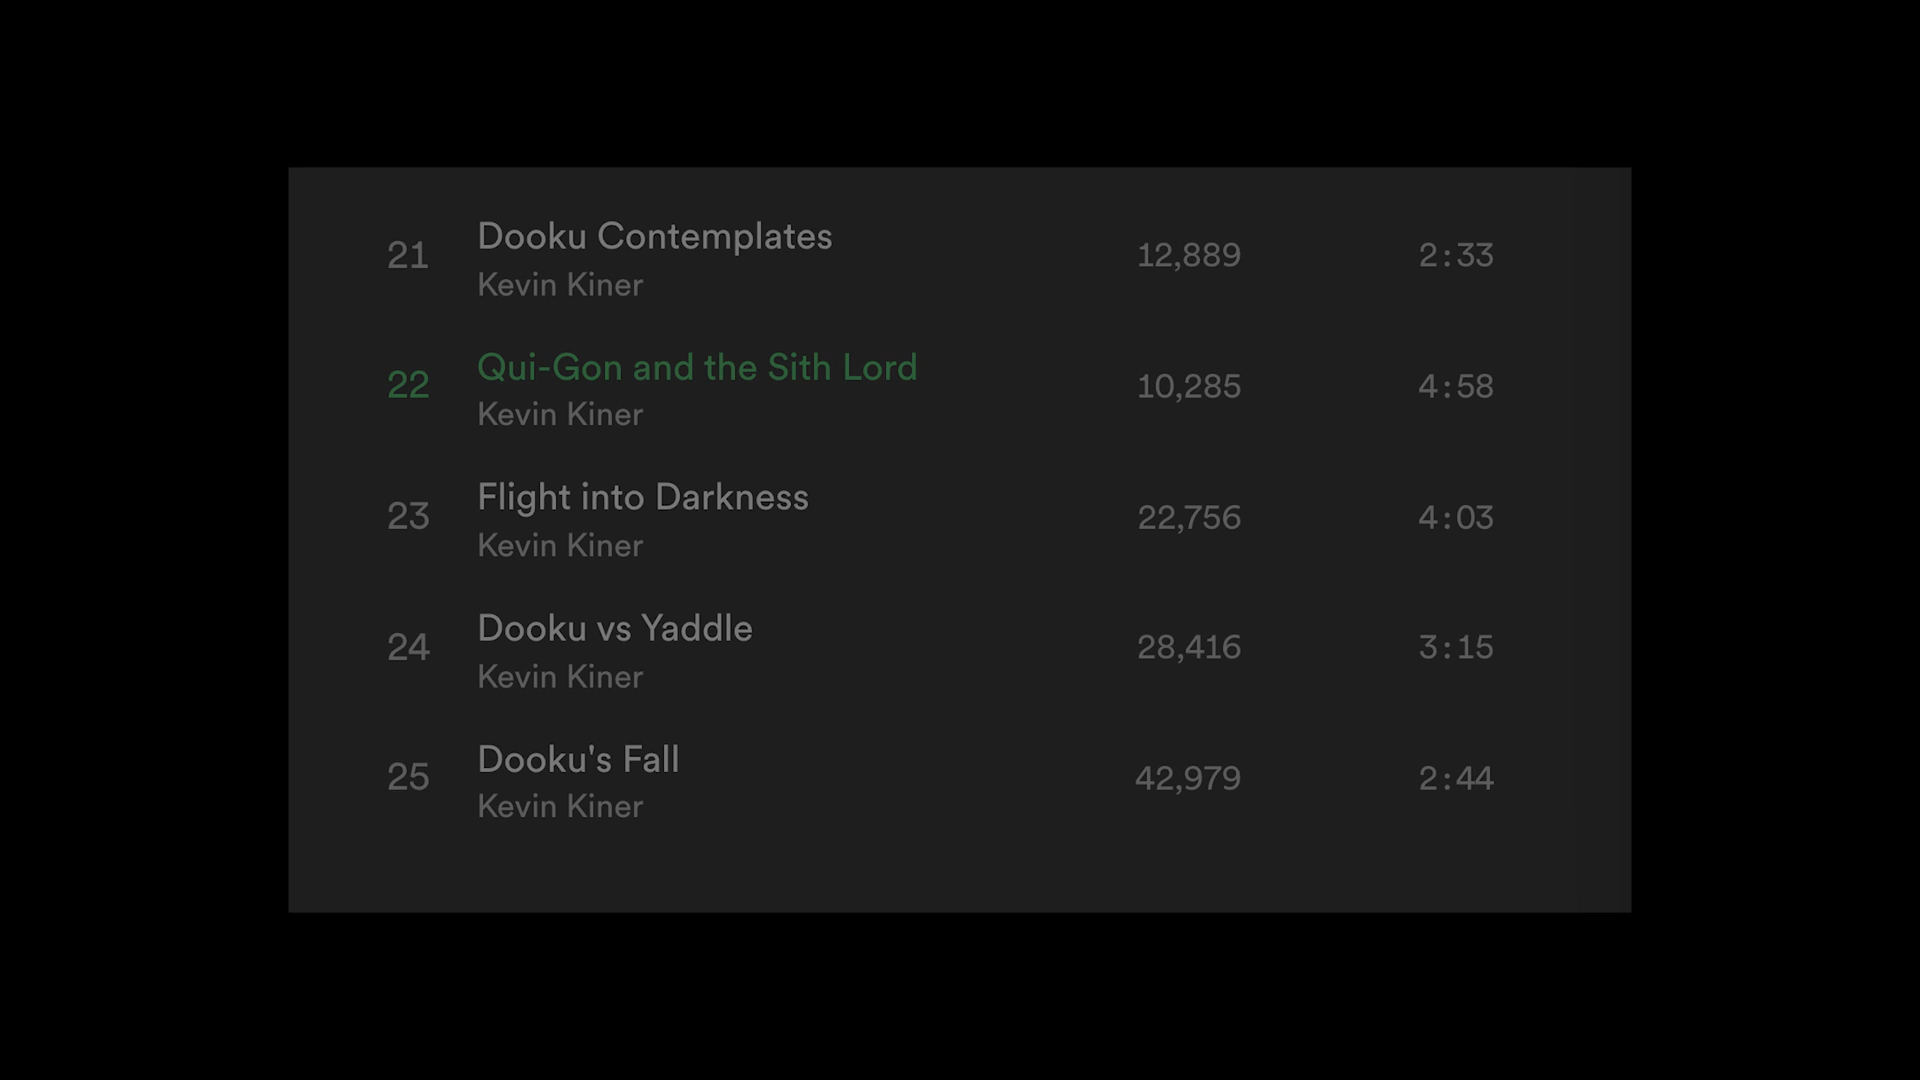 21 Dooku Contemplates 12,889 2:33
Kevin Kiner
22 Qui-Gon and the Sith Lord 10,285 4:58
Kevin Kiner
23 Flight into Darkness 22,756 4:03
Kevin Kiner
24 Dooku vs Yaddle 28,416 3:15
Kevin Kiner
25 Dooku's Fall 42,979 2:44
Kevin Kiner